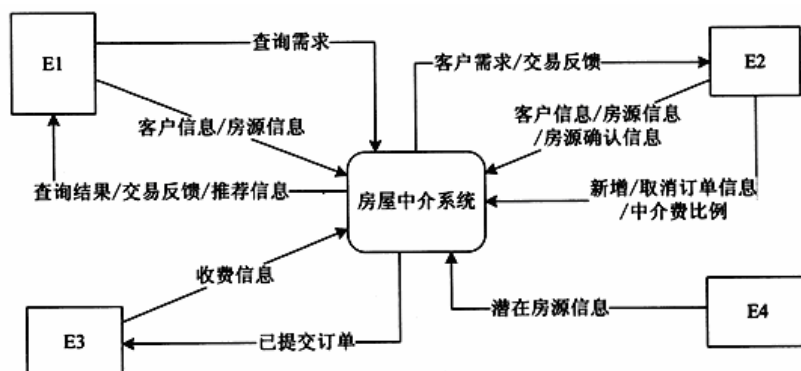 E1
查询需求
客户需求/交易反馈
E2
客户信息/房源信息
客户信息/房源信息
/房源确认信息
查询结果/交易反馈/推荐信息
房屋中介系统
新增/取消订单信息
/中介费比例
收费信息
潜在房源信息
E3
已提交订单
E4